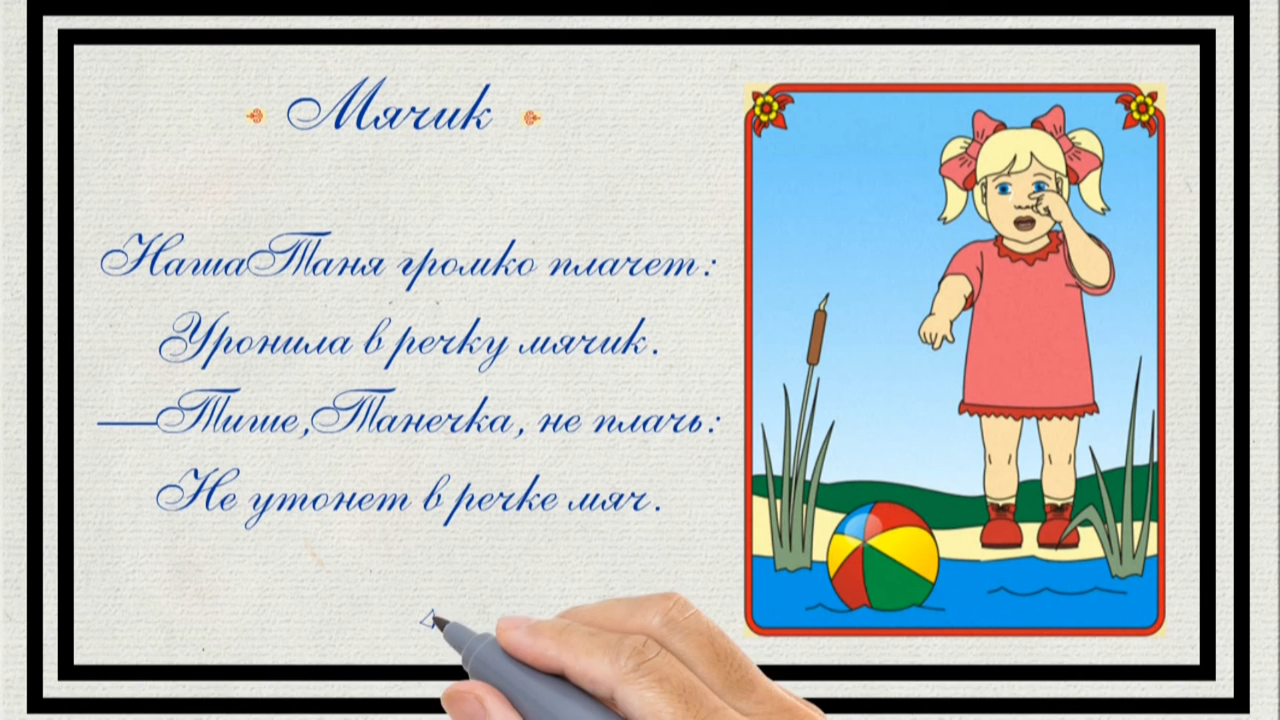 Мячик
Наша Таня громко плачет:
Уронила в речку мячик.
—Тише, Танечка, не плачь:
Не утонет в речке мяч.